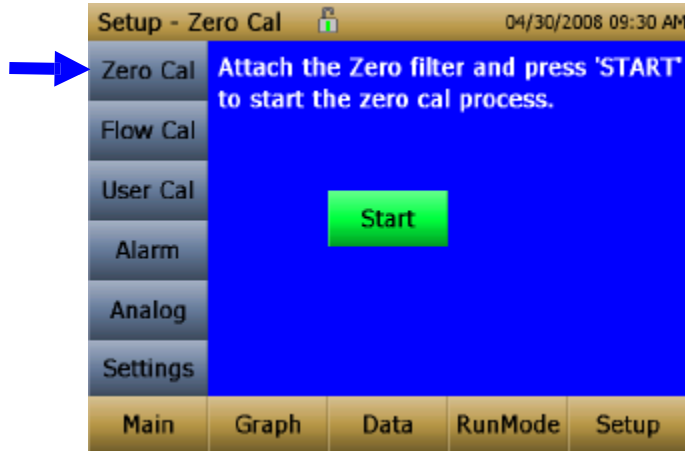 Setup - Zero Cal 04/30/2008 09:30 AM
Zero Cal
Attach the Zero filter and press 'START'
to start the zero cal process.
Flow Cal
User Cal
Start
Alarm
Analog
Settings
Main Graph Data RunMode Setup